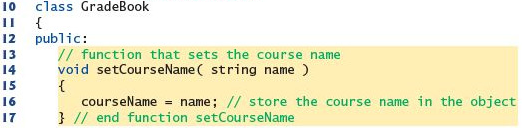 10 class GradeBook
11 {
12 public:
13 // function that sets the course name
14 void setCourseName( string name )
15 {
16 courseName = name; // store the course name in the object
17 } // end function setCourseName